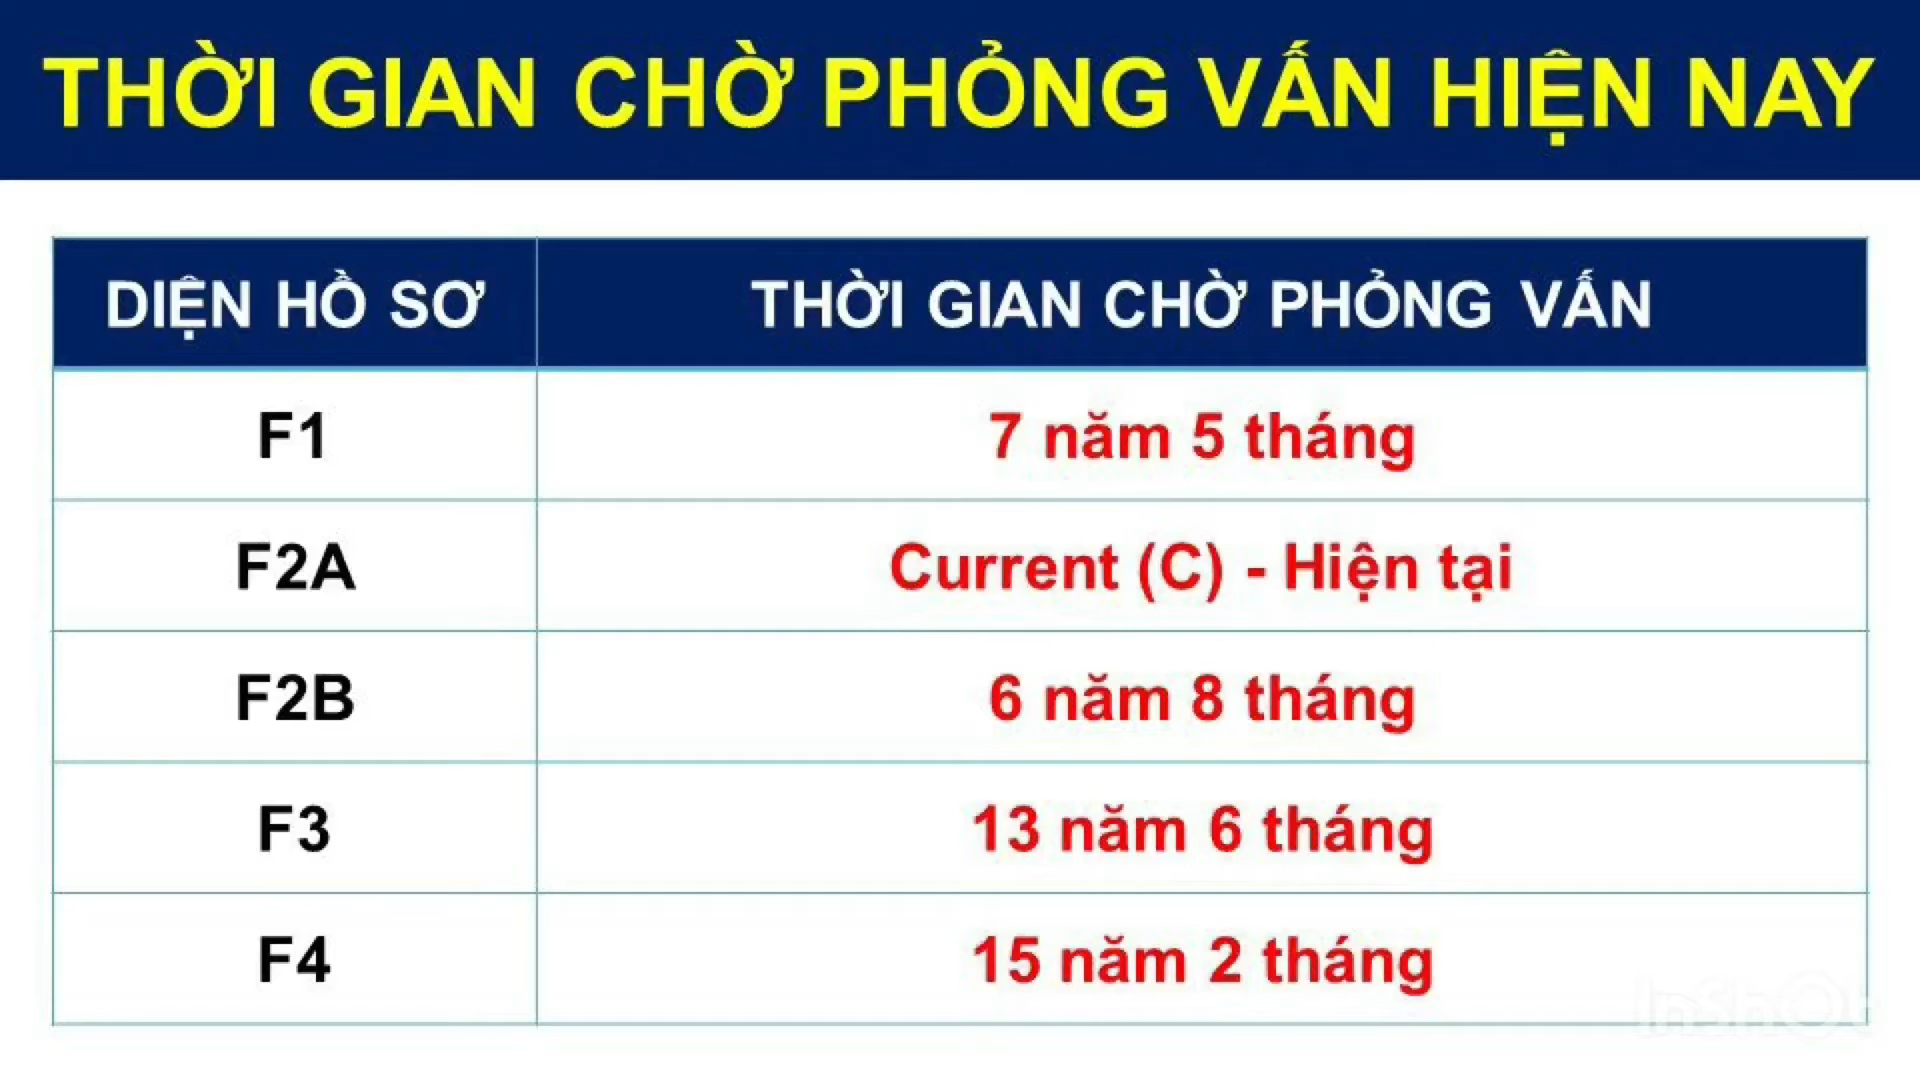 THỜI GIAN CHỜ PHỎNG VẤN HIỆN NAY
DIỆN HỒ SƠ THỜI GIAN CHỜ PHỎNG VẤN
F1 7 năm 5 tháng
F2A Current (C) - Hiện tại
F2B 6 năm 8 tháng
F3 13 năm 6 tháng
F4 15 năm 2 tháng
InShOt